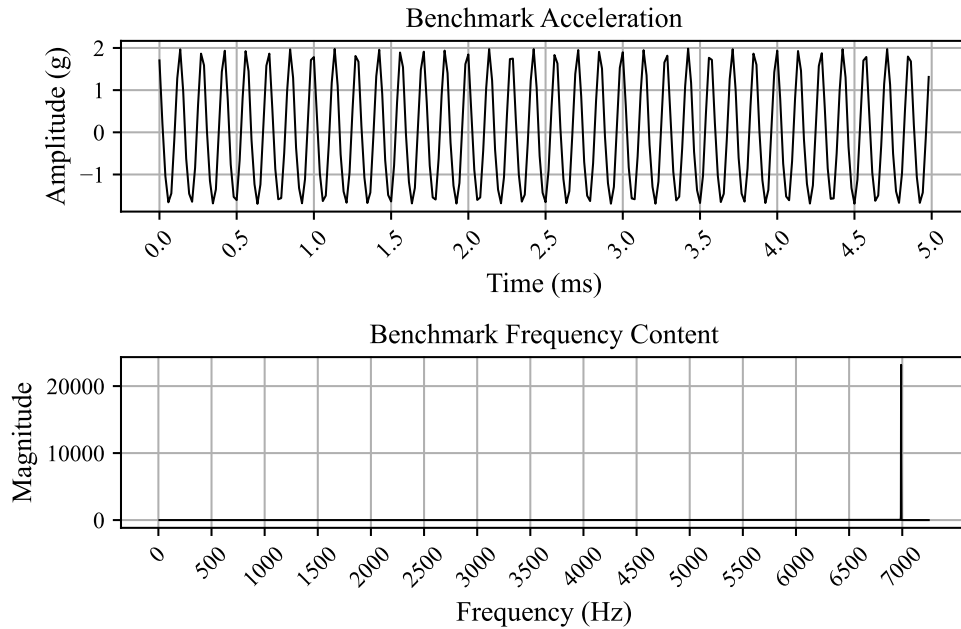 Benchmark Acceleration
Amplitude (g)
2
1
0
−1
0.0 0.5 1.0 1.5 2.0 2.5 3.0 3.5 4.0 4.5 5.0
Time (ms)
Benchmark Frequency Content
Magnitude
20000
10000
0
0 500 1000 1500 2000 2500 3000 3500 4000 4500 5000 5500 6000 6500 7000
Frequency (Hz)